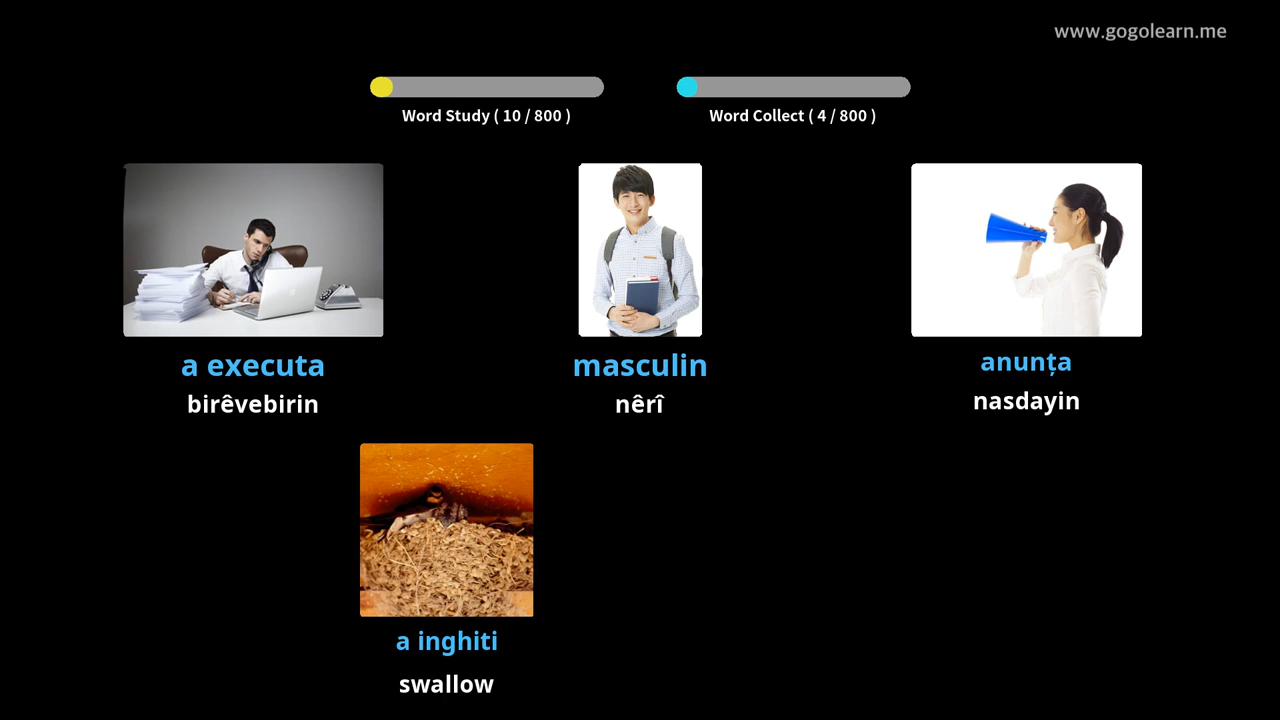 www.gogolearn.me
Word Study ( 10 / 800 )
Word Collect ( 4 / 800 )
a executa
birêvebirin
masculin
nêrî
anunța
nasdayin
a inghiti
swallow